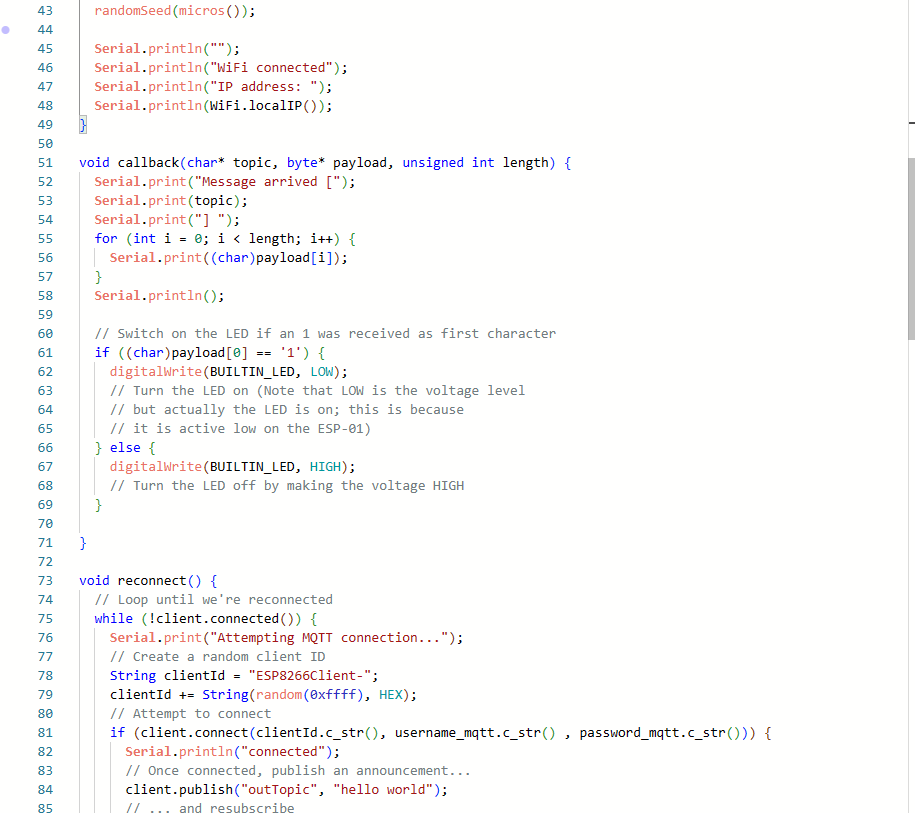 43 randomSeed(micros());
44
45 Serial.println("");
46 Serial.println("WiFi connected");
47 Serial.println("IP address: ");
48 Serial.println(WiFi.localIP());
49 }
50
51 void callback(char* topic, byte* payload, unsigned int length) {
52 Serial.print("Message arrived [");
53 Serial.print(topic);
54 Serial.print("] ");
55 for (int i = 0; i < length; i++) {
56 Serial.print((char)payload[i]);
57 }
58 Serial.println();
59
60 // Switch on the LED if an 1 was received as first character
61 if ((char)payload[0] == '1') {
62 digitalWrite(BUILTIN_LED, LOW);
63 // Turn the LED on (Note that LOW is the voltage level
64 // but actually the LED is on; this is because
65 // it is active low on the ESP-01)
66 } else {
67 digitalWrite(BUILTIN_LED, HIGH);
68 // Turn the LED off by making the voltage HIGH
69 }
70
71 }
72
73 void reconnect() {
74 // Loop until we're reconnected
75 while (!client.connected()) {
76 Serial.print("Attempting MQTT connection...");
77 // Create a random client ID
78 String clientId = "ESP8266Client-";
79 clientId += String(random(0xffff), HEX);
80 // Attempt to connect
81 if (client.connect(clientId.c_str(), username_mqtt.c_str() , password_mqtt.c_str())) {
82 Serial.println("connected");
83 // Once connected, publish an announcement...
84 client.publish("outTopic", "hello world");
85 // ... and resubscribe